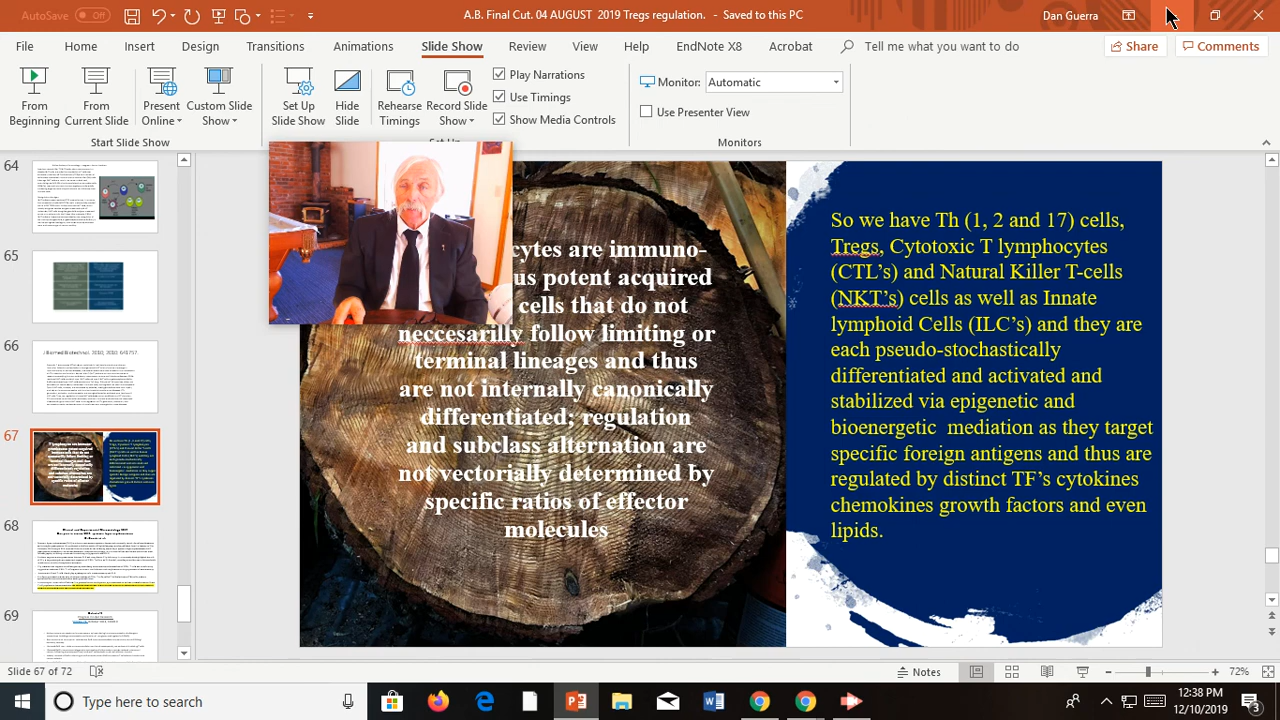 AutoSave Off
A.B. Final Cut. 04 AUGUST 2019 Tregs regulation. - Saved to this PC
Dan Guerra
File Home Insert Design Transitions Animations Slide Show Review View Help EndNote X8 Acrobat Tell me what you want to do Share Comments
From Beginning
From Current Slide
Present Online
Custom Slide Show
Set Up Slide Show
Hide Slide
Rehearse Timings
Record Slide Show
Play Narrations
Use Timings
Show Media Controls
Monitor: Automatic
Use Presenter View
Start Slide Show
Monitors
64
65
66
67
68
69
cytes are immuno-
us potent acquired
cells that do not
neccesarilly follow limiting or
terminal lineages and thus
are not internally canonically
differentiated; regulation
and subclass alternation are
not vectorially determined by
specific ratios of effector
molecules
So we have Th (1, 2 and 17) cells,
Tregs, Cytotoxic T lymphocytes
(CTL's) and Natural Killer T-cells
(NKT's) cells as well as Innate
lymphoid Cells (ILC's) and they are
each pseudo-stochastically
differentiated and activated and
stabilized via epigenetic and
bioenergetic mediation as they target
specific foreign antigens and thus are
regulated by distinct TF's cytokines
chemokines growth factors and even
lipids.
Slide 67 of 72
Notes
72%
Type here to search
12:38 PM
12/10/2019
3